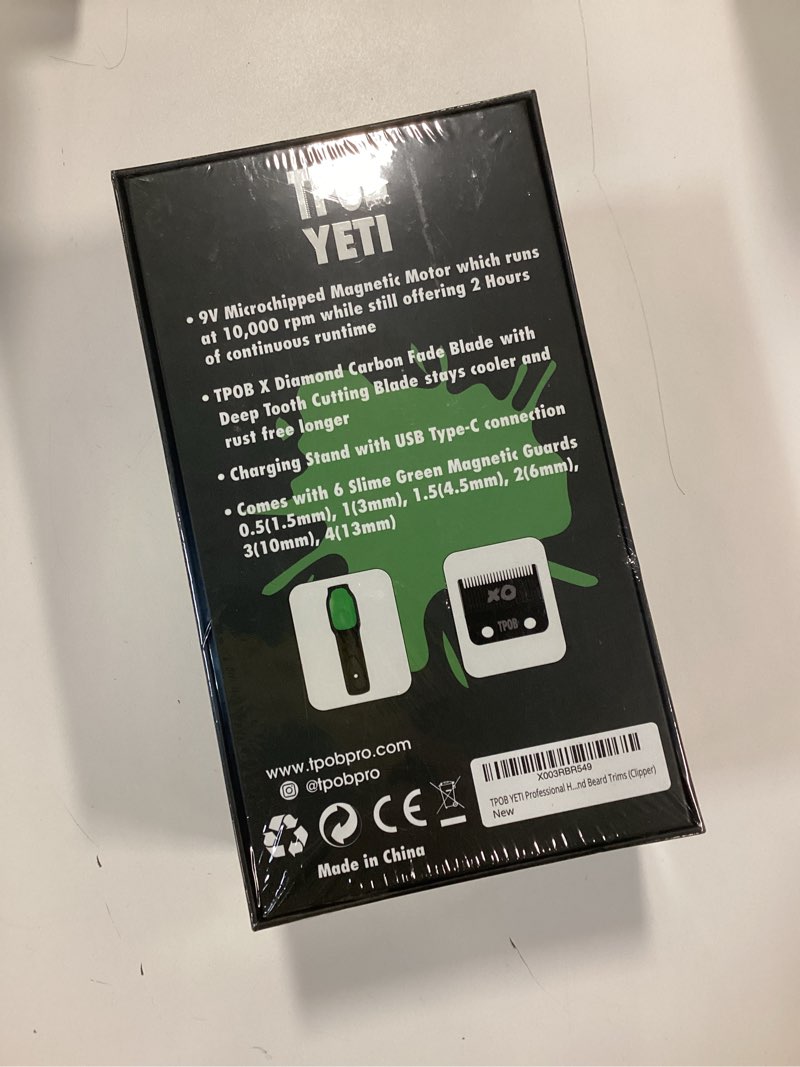 TPOB
YETI
• 9V Microchipped Magnetic Motor which runs
at 10,000 rpm while still offering 2 Hours
of continuous runtime
• TPOB X Diamond Carbon Fade Blade with
Deep Tooth Cutting Blade stays cooler and
rust free longer
• Charging Stand with USB Type-C connection
• Comes with 6 Slime Green Magnetic Guards
0.5(1.5mm), 1(3mm), 1.5(4.5mm), 2(6mm),
3(10mm), 4(13mm)
XO
TPOB
www.tpobpro.com
@tpobpro
CE
Made in China
X003RBR549
TPOB YETI Professional H...nd Beard Trims (Clipper)
New